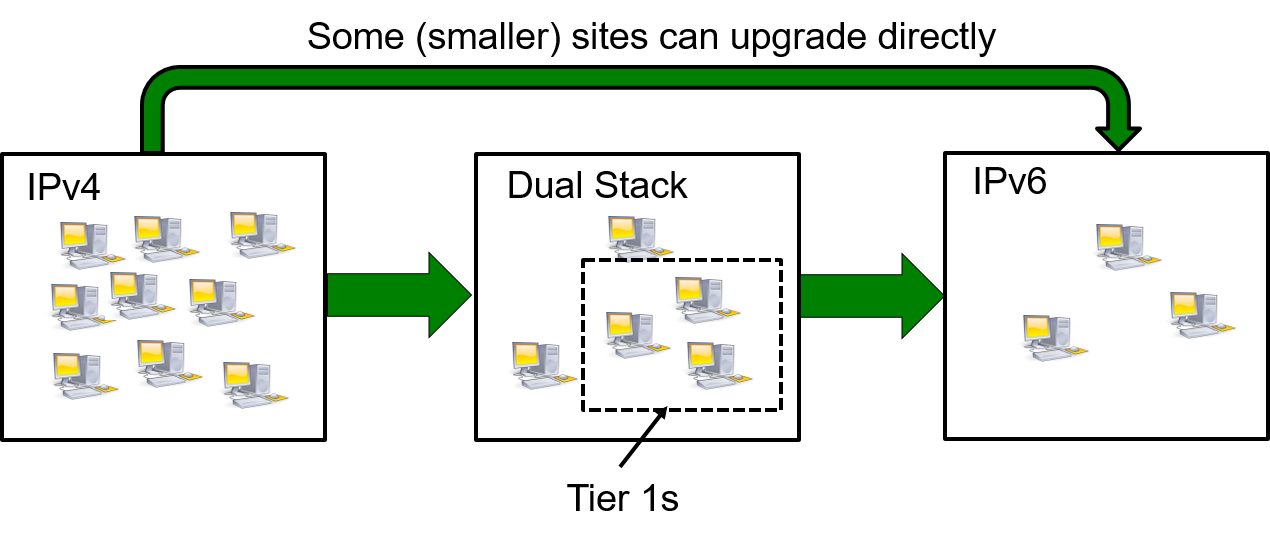 Some (smaller) sites can upgrade directly
IPv4
Dual Stack
IPv6
Tier 1s